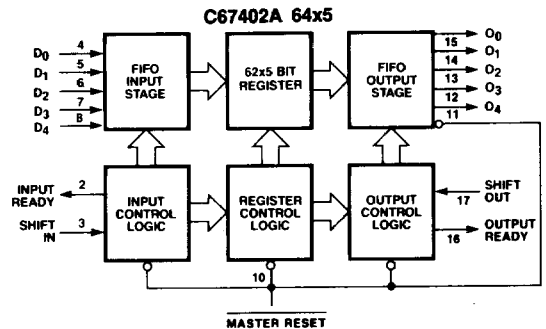 C67402A 64x5
D0 4
D1 5
D2 6
D3 7
D4 8
FIFO
INPUT
STAGE
62x5 BIT
REGISTER
FIFO
OUTPUT
STAGE
15 O0
14 O1
13 O2
12 O3
11 O4
INPUT
READY
2
SHIFT
IN
3
INPUT
CONTROL
LOGIC
REGISTER
CONTROL
LOGIC
OUTPUT
CONTROL
LOGIC
17
SHIFT
OUT
16
OUTPUT
READY
10
MASTER RESET